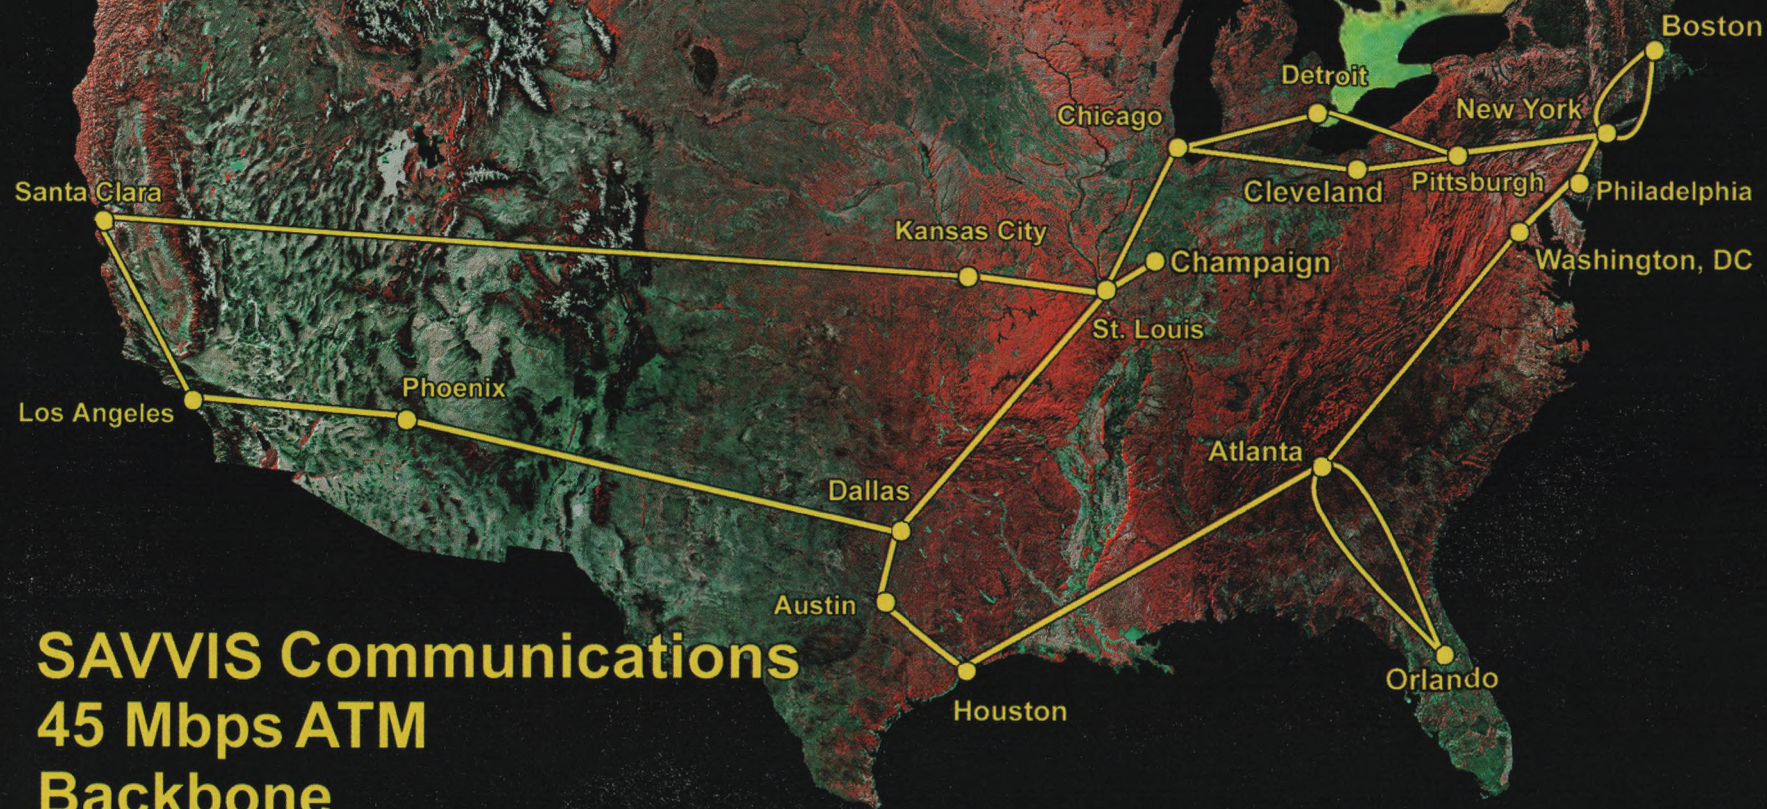 Boston
Detroit
New York
Chicago
Santa Clara
Cleveland
Pittsburgh
Philadelphia
Kansas City
Champaign
Washington, DC
St. Louis
Phoenix
Los Angeles
Atlanta
Dallas
Austin
Orlando
Houston
SAVVIS Communications
45 Mbps ATM
Backbone